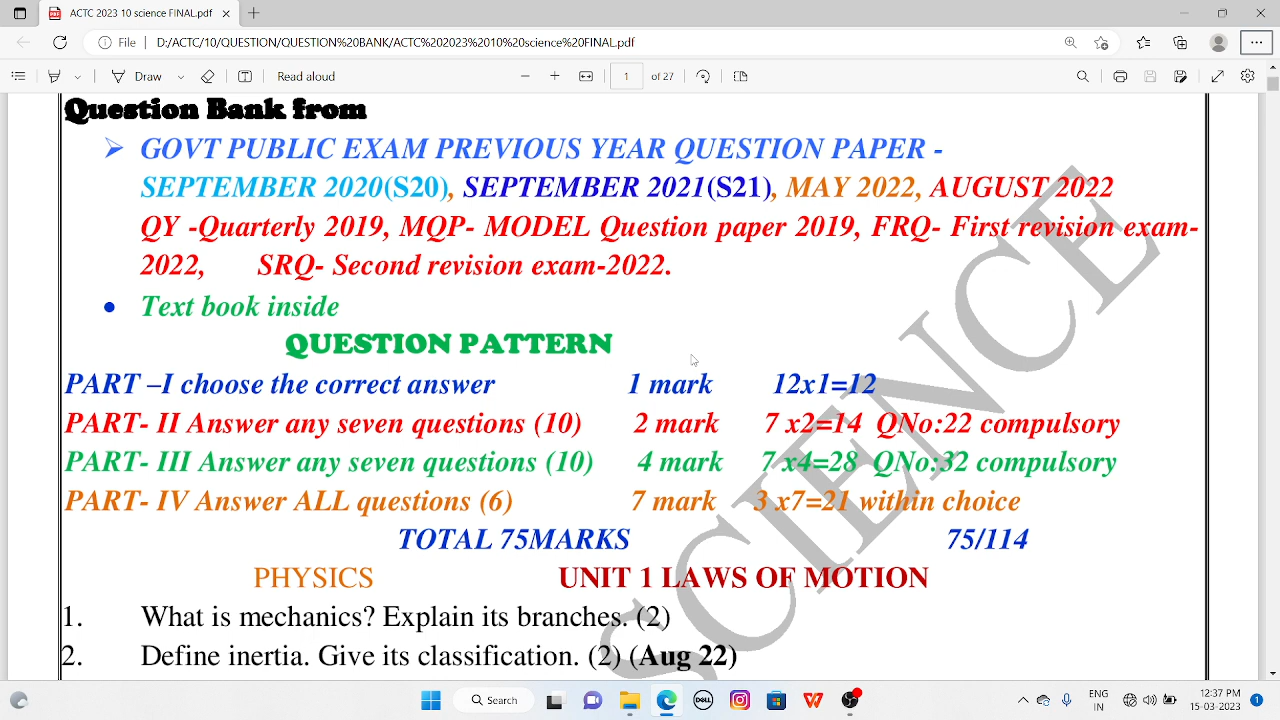 ACTC 2023 10 science FINAL.pdf
File D:/ACTC/10/QUESTION/QUESTION%20BANK/ACTC%202023%2010%20science%20FINAL.pdf
Draw Read aloud 1 of 27
Question Bank from
GOVT PUBLIC EXAM PREVIOUS YEAR QUESTION PAPER -
SEPTEMBER 2020(S20), SEPTEMBER 2021(S21), MAY 2022, AUGUST 2022
QY -Quarterly 2019, MQP- MODEL Question paper 2019, FRQ- First revision exam-
2022, SRQ- Second revision exam-2022.
Text book inside
QUESTION PATTERN
PART –I choose the correct answer 1 mark 12x1=12
PART- II Answer any seven questions (10) 2 mark 7 x2=14 QNo:22 compulsory
PART- III Answer any seven questions (10) 4 mark 7 x4=28 QNo:32 compulsory
PART- IV Answer ALL questions (6) 7 mark 3 x7=21 within choice
TOTAL 75MARKS 75/114
PHYSICS UNIT 1 LAWS OF MOTION
1. What is mechanics? Explain its branches. (2)
2. Define inertia. Give its classification. (2) (Aug 22)
SCIENCE
Search DELL ENG 1:37 PM
IN 15-03-2023 1